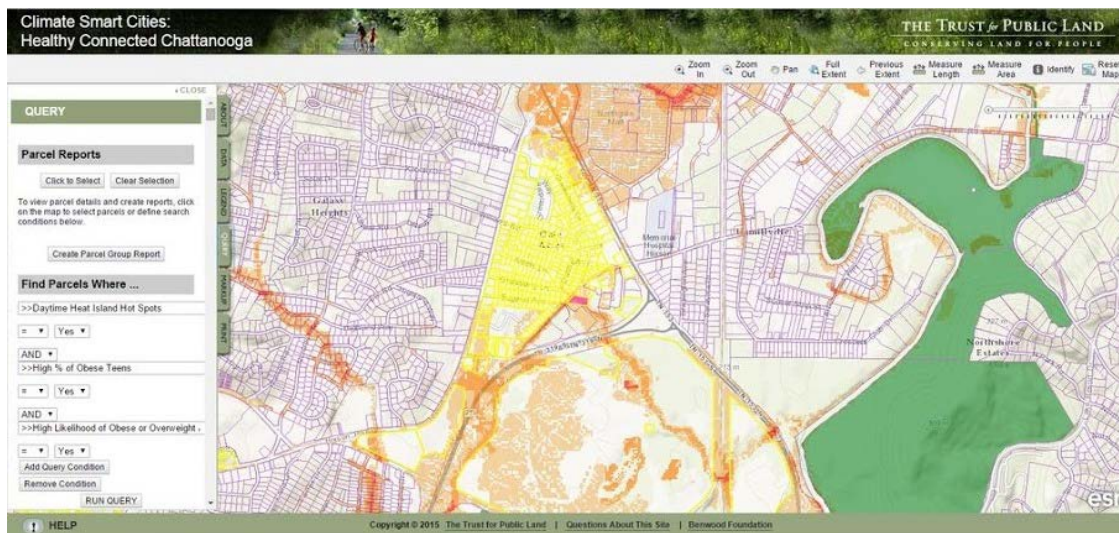 Climate Smart Cities:
Healthy Connected Chattanooga
THE TRUST for PUBLIC LAND
CONSERVING LAND FOR PEOPLE
Zoom In
Zoom Out
Pan
Full Extent
Previous Extent
Measure Length
Measure Area
Identify
Reset Map
CLOSE
QUERY
Parcel Reports
Click to Select Clear Selection
To view parcel details and create reports, click
on the map to select parcels or define search
conditions below.
Create Parcel Group Report
Find Parcels Where ...
>>Daytime Heat Island Hot Spots
= Yes
AND
>>High % of Obese Teens
= Yes
AND
>>High Likelihood of Obese or Overweight
= Yes
Add Query Condition
Remove Condition
RUN QUERY
ABOUT
DATA
LEGEND
QUERY
MARKUP
PRINT
Northgate
Mall
Galaxy
Heights
Memorial
Hospital
Hixson
Northshore
Estates
esri
HELP
Copyright © 2015 The Trust for Public Land | Questions About This Site | Benwood Foundation